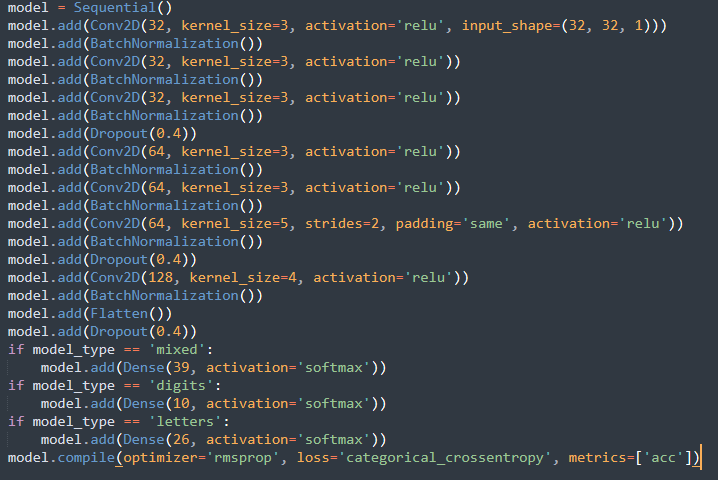 model = Sequential()
model.add(Conv2D(32, kernel_size=3, activation='relu', input_shape=(32, 32, 1)))
model.add(BatchNormalization())
model.add(Conv2D(32, kernel_size=3, activation='relu'))
model.add(BatchNormalization())
model.add(Conv2D(32, kernel_size=3, activation='relu'))
model.add(BatchNormalization())
model.add(Dropout(0.4))
model.add(Conv2D(64, kernel_size=3, activation='relu'))
model.add(BatchNormalization())
model.add(Conv2D(64, kernel_size=3, activation='relu'))
model.add(BatchNormalization())
model.add(Conv2D(64, kernel_size=5, strides=2, padding='same', activation='relu'))
model.add(BatchNormalization())
model.add(Dropout(0.4))
model.add(Conv2D(128, kernel_size=4, activation='relu'))
model.add(BatchNormalization())
model.add(Flatten())
model.add(Dropout(0.4))
if model_type == 'mixed':
    model.add(Dense(39, activation='softmax'))
if model_type == 'digits':
    model.add(Dense(10, activation='softmax'))
if model_type == 'letters':
    model.add(Dense(26, activation='softmax'))
model.compile(optimizer='rmsprop', loss='categorical_crossentropy', metrics=['acc'])